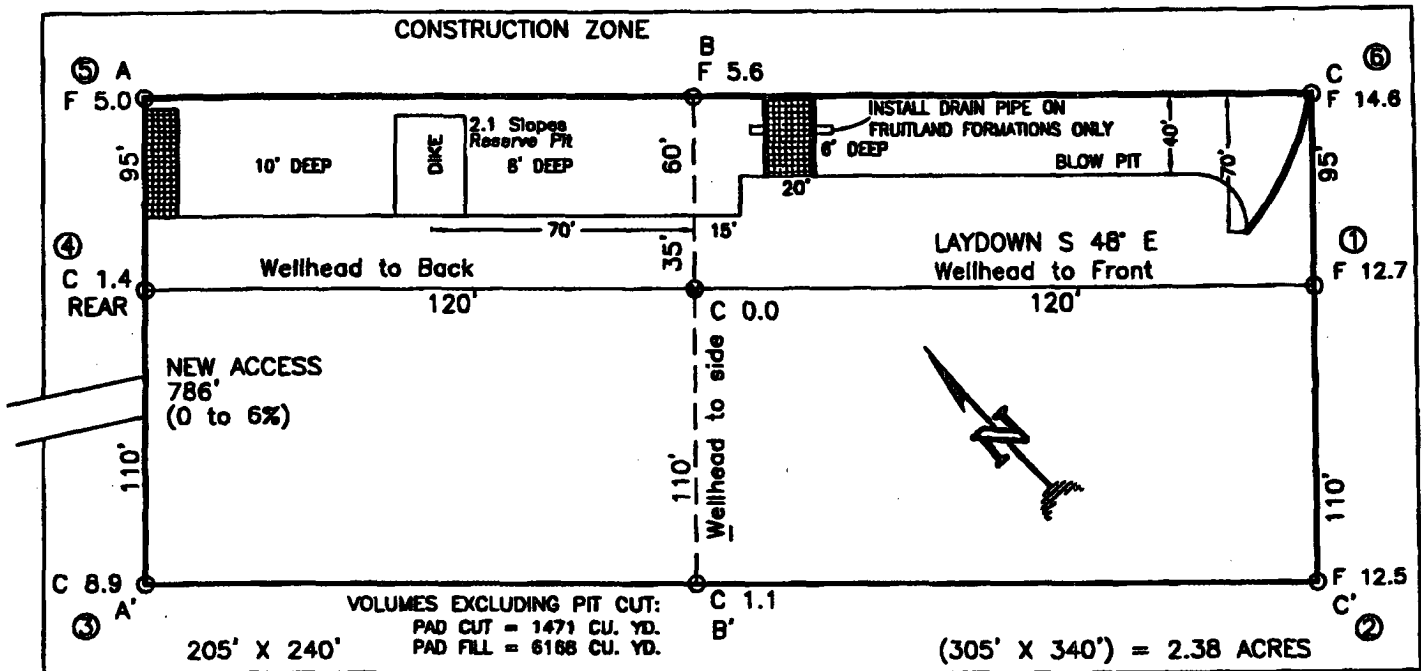 CONSTRUCTION ZONE
⑤ A
F 5.0
B
F 5.6
C ⑥
F 14.6
95'
10' DEEP
DIKE
2.1 Slopes
Reserve Pit
8' DEEP
60'
INSTALL DRAIN PIPE ON
FRUITLAND FORMATIONS ONLY
6' DEEP
20'
BLOW PIT
40'
70'
95'
70'
15'
35'
④
C 1.4
REAR
Wellhead to Back
120'
C 0.0
LAYDOWN S 48° E
Wellhead to Front
120'
①
F 12.7
NEW ACCESS
786'
(0 to 6%)
110'
110'
Wellhead to side
N
110'
C 8.9
A'
③
C 1.1
B'
F 12.5
C'
②
VOLUMES EXCLUDING PIT CUT:
PAD CUT = 1471 CU. YD.
PAD FILL = 6168 CU. YD.
205' X 240'
(305' X 340') = 2.38 ACRES